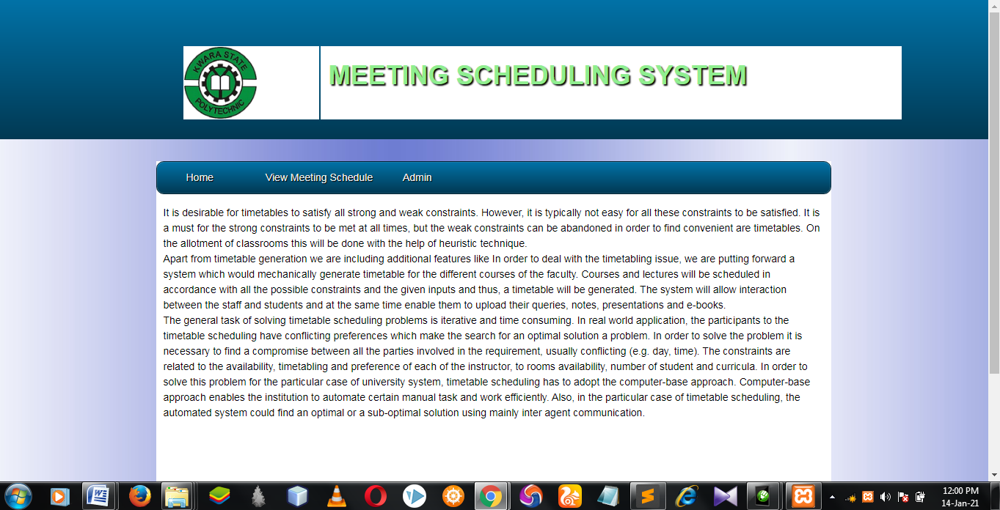 KWARA STATE
POLYTECHNIC
MEETING SCHEDULING SYSTEM
Home View Meeting Schedule Admin
It is desirable for timetables to satisfy all strong and weak constraints. However, it is typically not easy for all these constraints to be satisfied. It is
a must for the strong constraints to be met at all times, but the weak constraints can be abandoned in order to find convenient are timetables. On
the allotment of classrooms this will be done with the help of heuristic technique.
Apart from timetable generation we are including additional features like In order to deal with the timetabling issue, we are putting forward a
system which would mechanically generate timetable for the different courses of the faculty. Courses and lectures will be scheduled in
accordance with all the possible constraints and the given inputs and thus, a timetable will be generated. The system will allow interaction
between the staff and students and at the same time enable them to upload their queries, notes, presentations and e-books.
The general task of solving timetable scheduling problems is iterative and time consuming. In real world application, the participants to the
timetable scheduling have conflicting preferences which make the search for an optimal solution a problem. In order to solve the problem it is
necessary to find a compromise between all the parties involved in the requirement, usually conflicting (e.g. day, time). The constraints are
related to the availability, timetabling and preference of each of the instructor, to rooms availability, number of student and curricula. In order to
solve this problem for the particular case of university system, timetable scheduling has to adopt the computer-base approach. Computer-base
approach enables the institution to automate certain manual task and work efficiently. Also, in the particular case of timetable scheduling, the
automated system could find an optimal or a sub-optimal solution using mainly inter agent communication.
12:00 PM
14-Jan-21